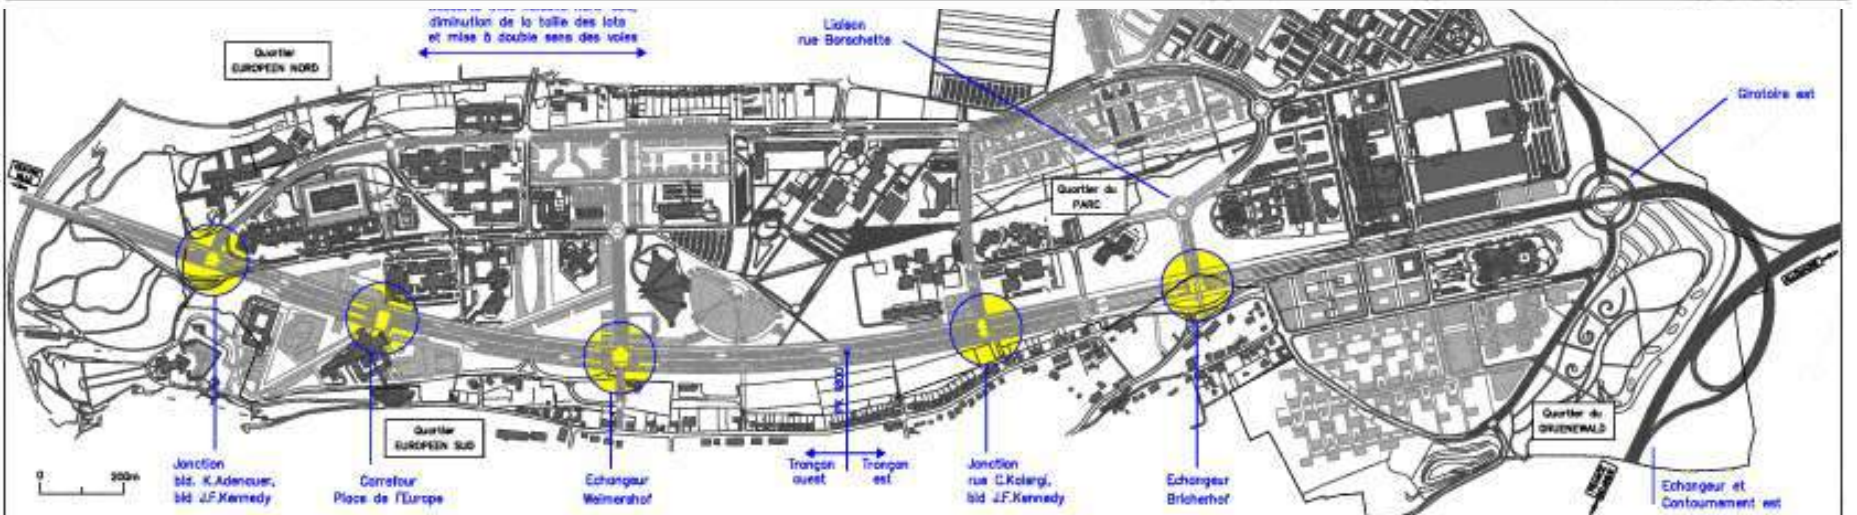 diminution de la taille des lots
et mise à double sens des voies
Quartier
EUROPEEN NORD
Liaison
rue Borschette
Giratoire est
Quartier du
PARC
Quartier
EUROPEEN SUD
Quartier du
GRUENEWALD
0 200m
Jonction
bld. K.Adenauer,
bld J.F.Kennedy
Carrefour
Place de l'Europe
Echangeur
Weimershof
Tronçon
ouest
Tronçon
est
Jonction
rue C.Kalergi,
bld J.F.Kennedy
Echangeur
Bricherhof
Echangeur et
Contournement est